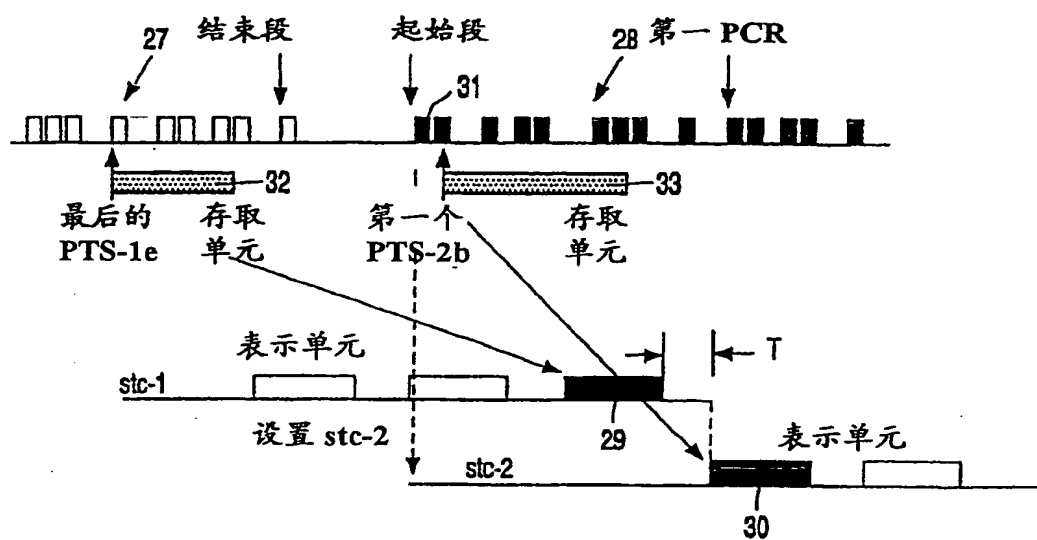 27 结束段 起始段 28 第一 PCR
31
32 33
最后的 存取 第一个 存取
PTS-1e 单元 PTS-2b 单元
表示单元 T
stc-1
设置 stc-2 29 表示单元
stc-2
30